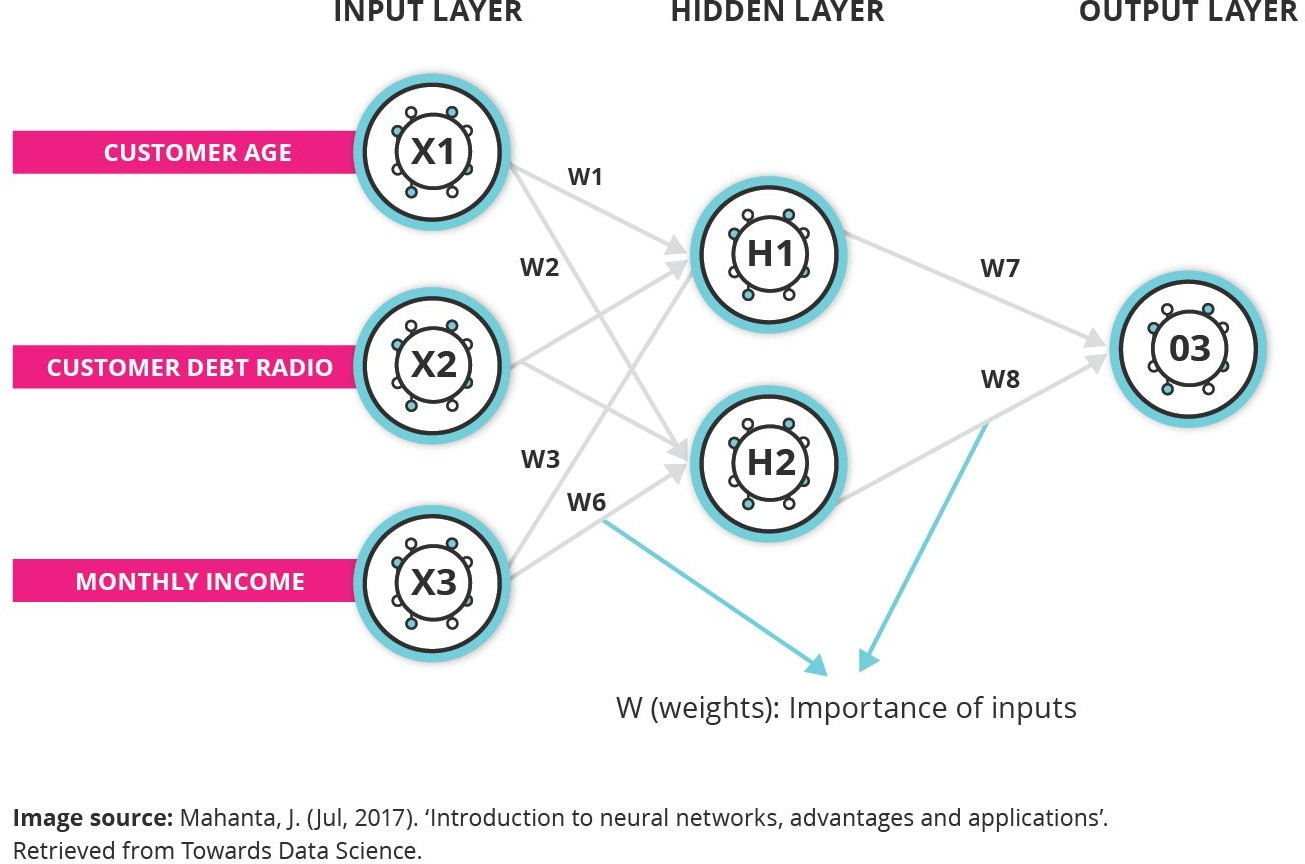 INPUT LAYER
HIDDEN LAYER
OUTPUT LAYER
CUSTOMER AGE
X1
W1
W2
H1
W7
CUSTOMER DEBT RADIO
X2
03
W8
W3
H2
W6
MONTHLY INCOME
X3
W (weights): Importance of inputs
Image source: Mahanta, J. (Jul, 2017). ‘Introduction to neural networks, advantages and applications’.
Retrieved from Towards Data Science.